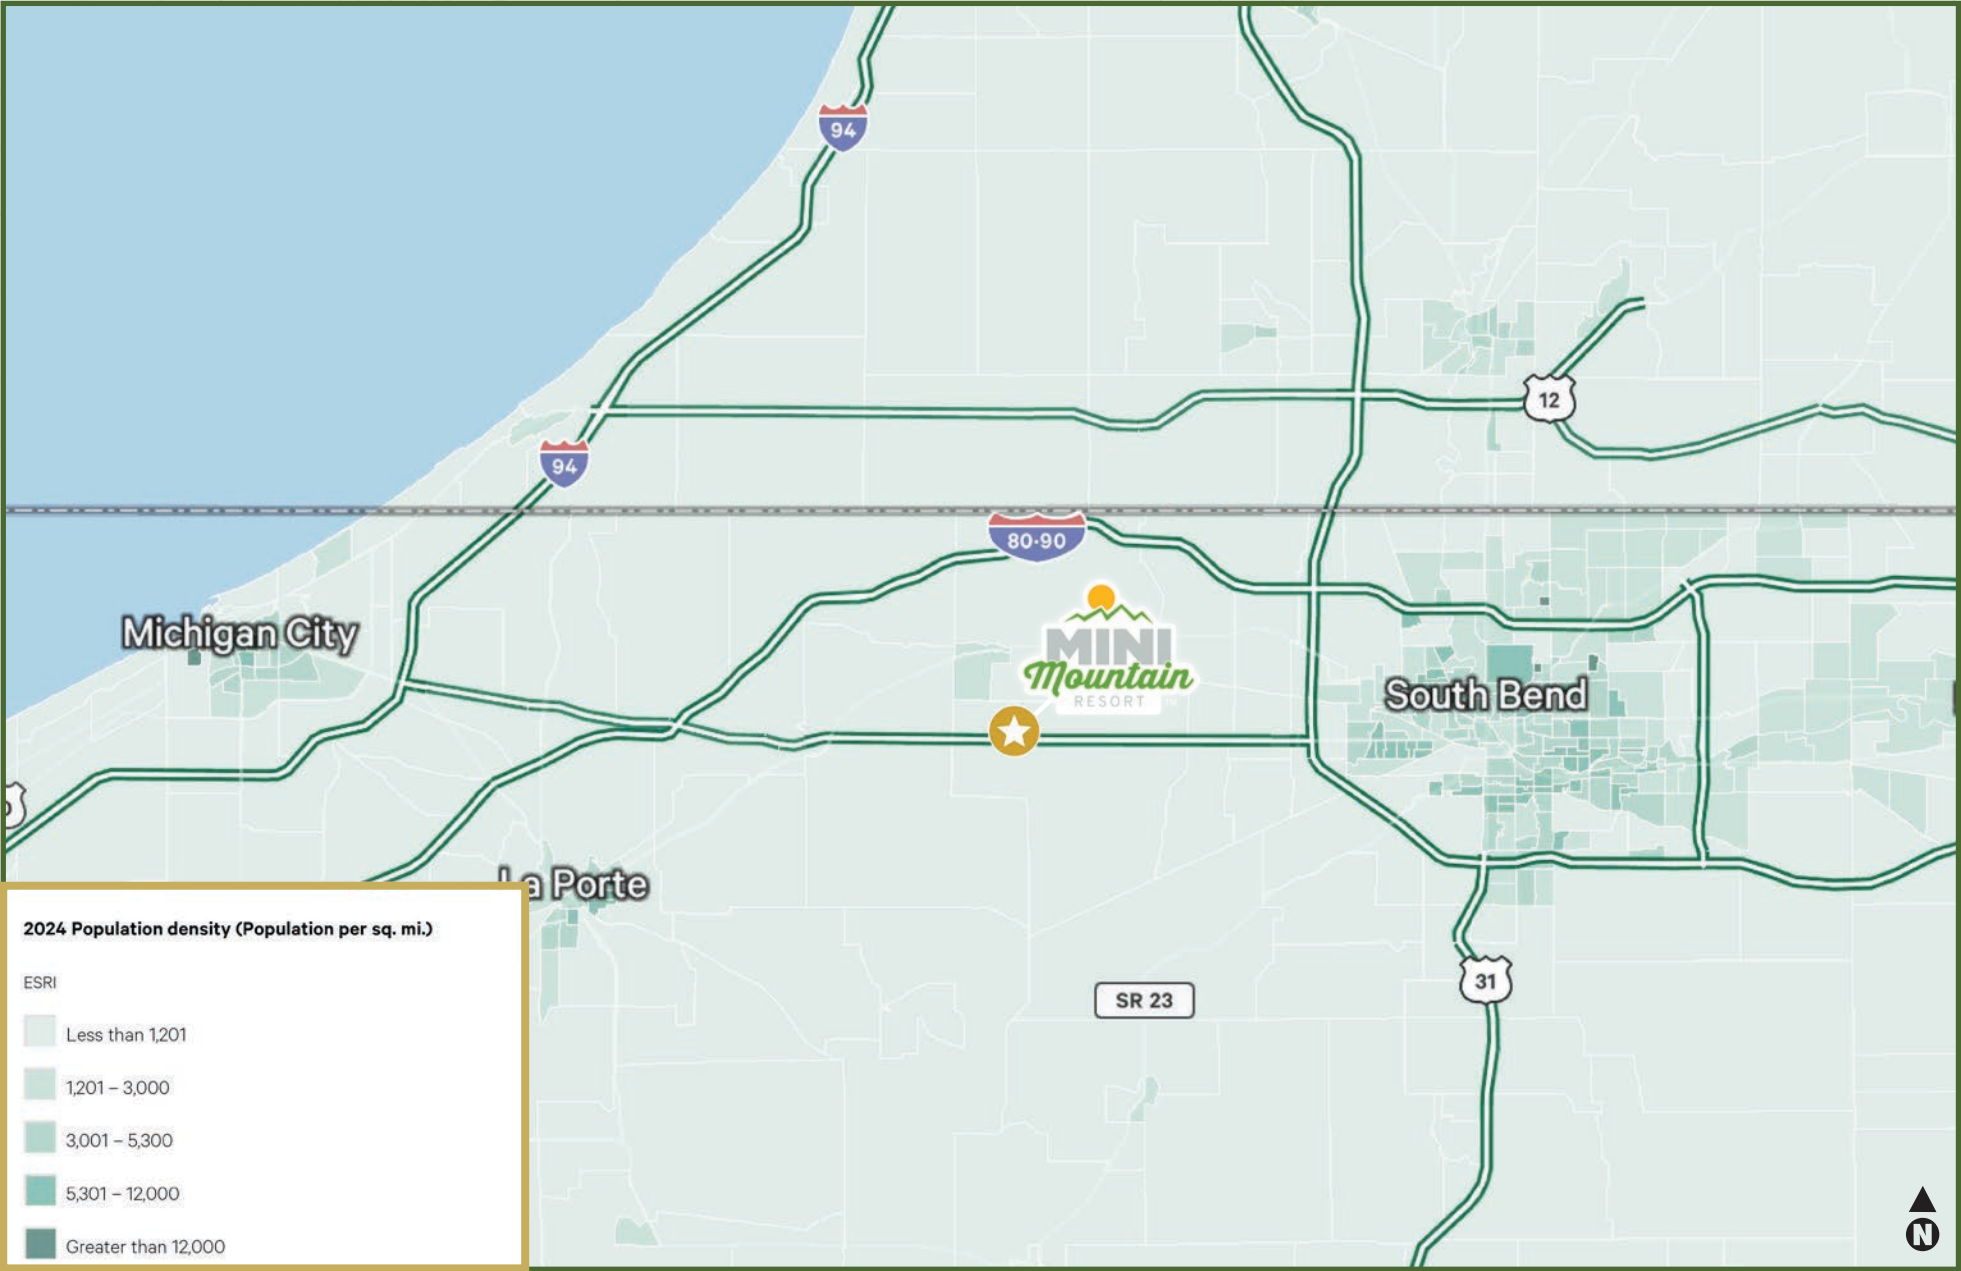 94
94
12
80-90
MINI
Mountain
RESORT
TM
Michigan City
South Bend
La Porte
31
SR 23
2024 Population density (Population per sq. mi.)
ESRI
Less than 1,201
1,201 – 3,000
3,001 – 5,300
5,301 – 12,000
Greater than 12,000
N